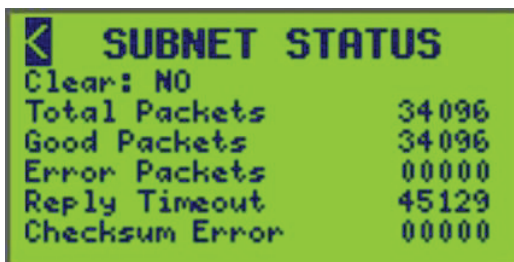 < SUBNET STATUS
Clear: NO
Total Packets 34096
Good Packets 34096
Error Packets 00000
Reply Timeout 45129
Checksum Error 00000